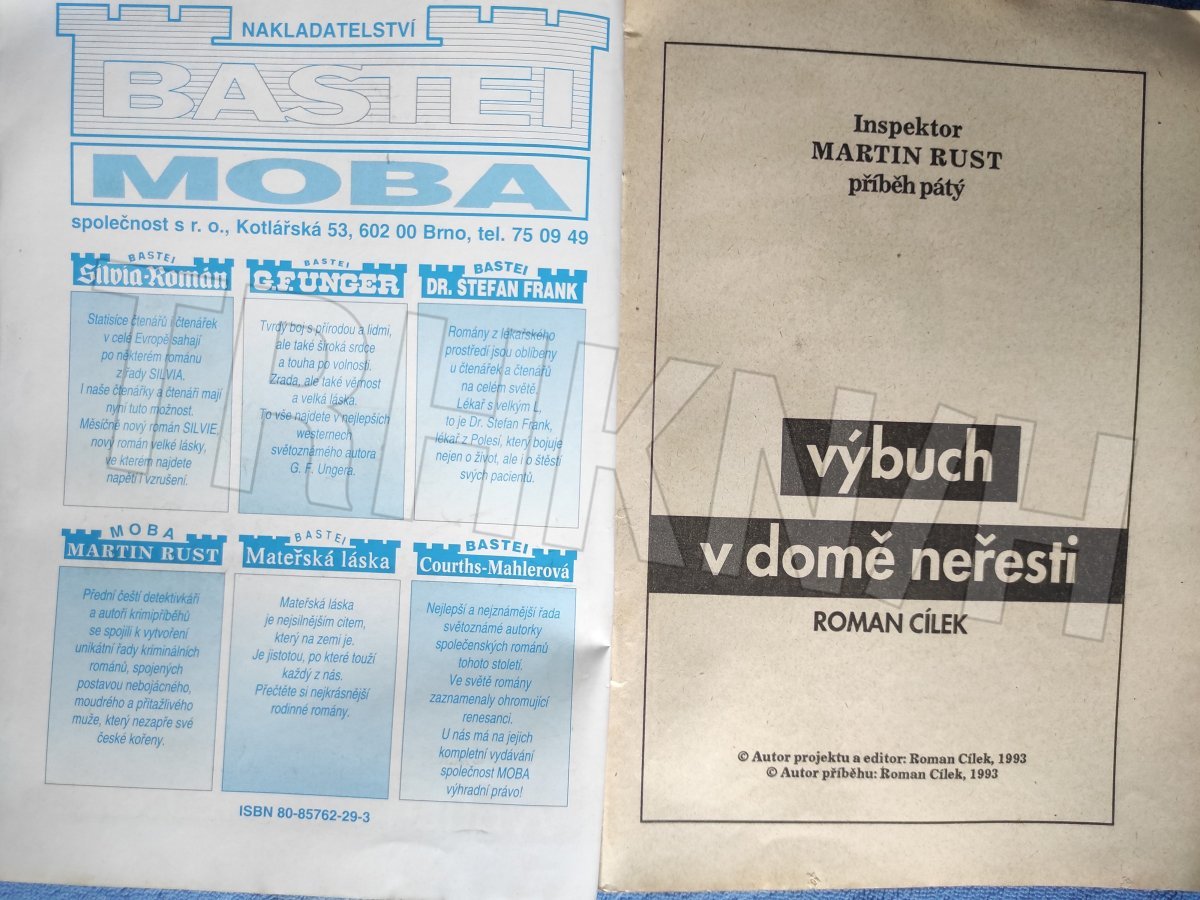 NAKLADATELSTVÍ
BASTEI
MOBA
společnost s r. o., Kotlářská 53, 602 00 Brno, tel. 75 09 49
BASTEI
Silvia-Román
Statisíce čtenářů i čtenářek
v celé Evropě sahají
po některém románu
z řady SILVIA.
I naše čtenářky a čtenáři mají
nyní tuto možnost.
Měsíčně nový román SILVIE,
nový román velké lásky,
ve kterém najdete
napětí i vzrušení.
BASTEI
G.F.UNGER
Tvrdý boj s přírodou a lidmi,
ale také široká srdce
a touha po volnosti.
Zrada, ale také věrnost
a velká láska.
To vše najdete v nejlepších
westernech
světoznámého autora
G. F. Ungera.
BASTEI
DR. STEFAN FRANK
Romány z lékařského
prostředí jsou oblíbeny
u čtenářek a čtenářů
na celém světě.
Lékař s velkým L,
to je Dr. Stefan Frank,
lékař z Polesí, který bojuje
nejen o život, ale i o štěstí
svých pacientů.
MOBA
MARTIN RUST
Přední čeští detektivkáři
a autoři krimipříběhů
se spojili k vytvoření
unikátní řady kriminálních
románů, spojených
postavou nebojácného,
moudrého a přitažlivého
muže, který nezapře své
české kořeny.
BASTEI
Mateřská láska
Mateřská láska
je nejsilnějším citem,
který na zemi je.
Je jistotou, po které touží
každý z nás.
Přečtěte si nejkrásnější
rodinné romány.
BASTEI
Courths-Mahlerová
Nejlepší a nejznámější řada
světoznámé autorky
společenských románů
tohoto století.
Ve světě romány
zaznamenaly ohromující
renesanci.
U nás má na jejich
kompletní vydávání
společnost MOBA
výhradní právo!
ISBN 80-85762-29-3
Inspektor
MARTIN RUST
příběh pátý
výbuch
v domě neřesti
ROMAN CÍLEK
© Autor projektu a editor: Roman Cílek, 1993
© Autor příběhu: Roman Cílek, 1993
TRHKNIH